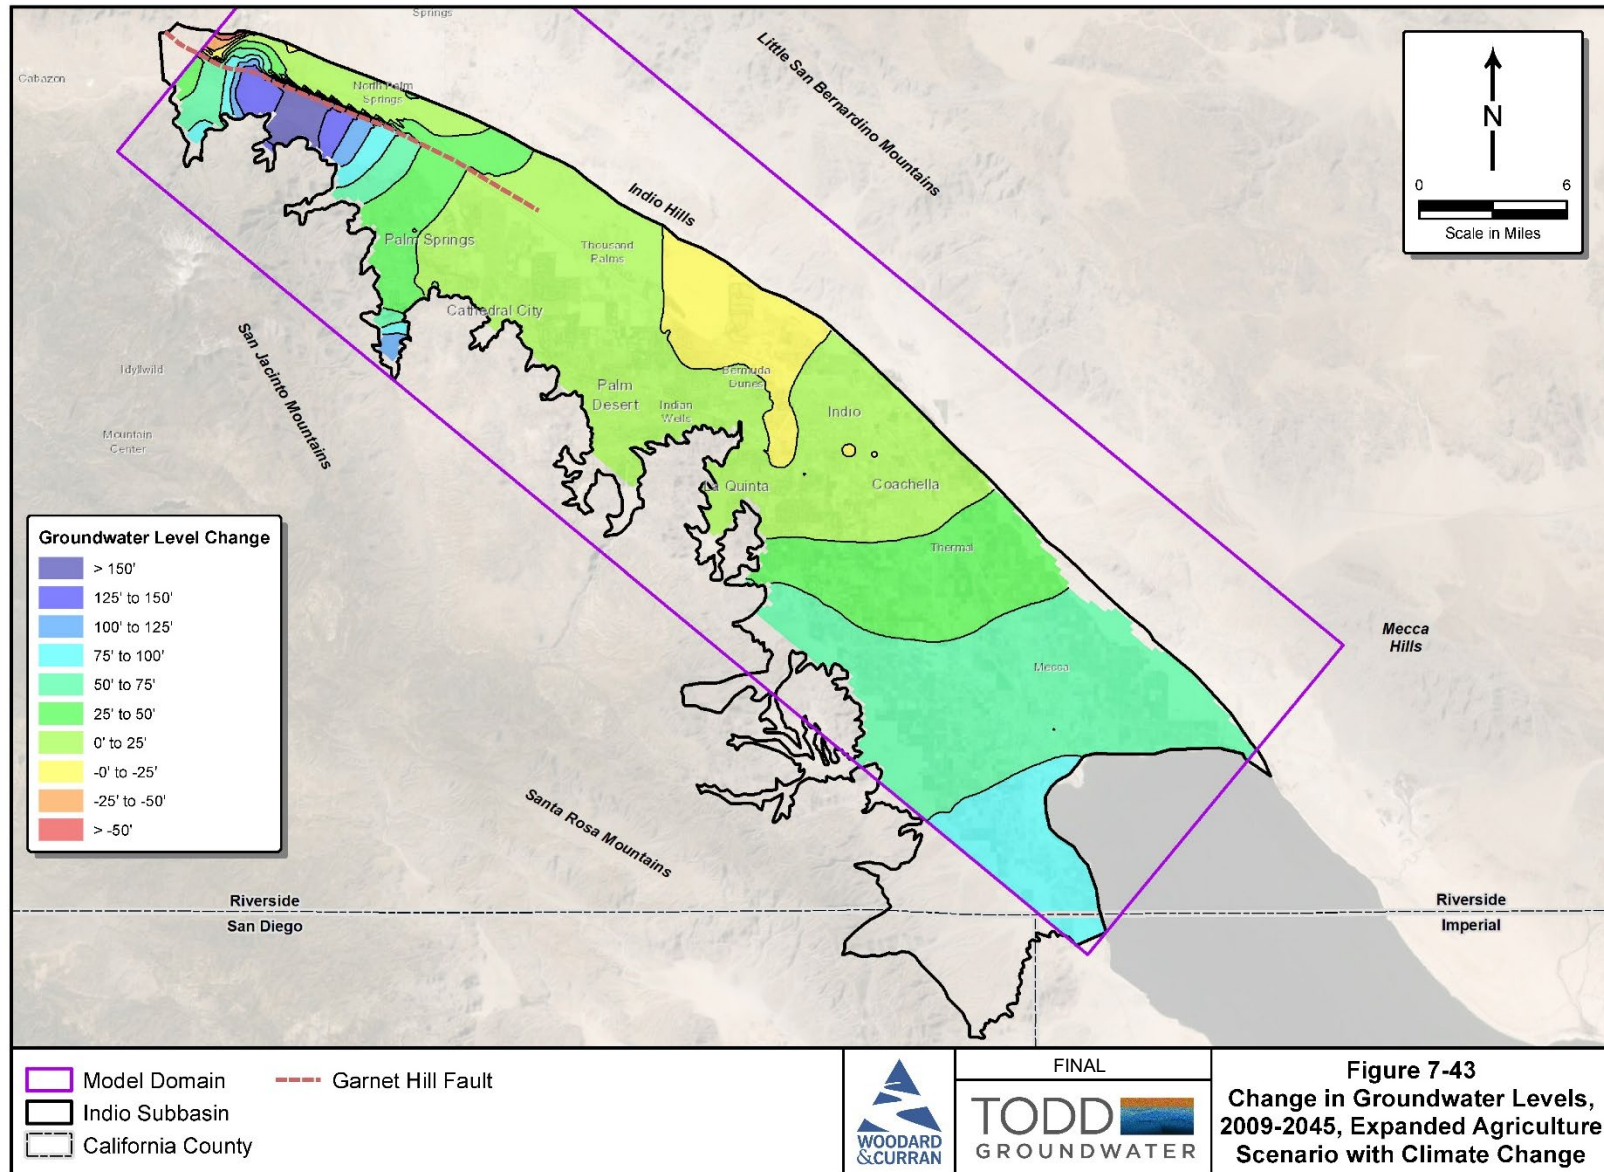 Springs
Cabazon
North Palm
Springs
Little San Bernardino Mountains
N
0 6
Scale in Miles
Indio Hills
Palm Springs
Thousand
Palms
Cathedral City
San Jacinto Mountains
Idyllwild
Bermuda
Dunes
Palm
Desert
Indian
Wells
Indio
Mountain
Center
La Quinta
Coachella
Thermal
Mecca
Mecca
Hills
Groundwater Level Change
> 150'
125' to 150'
100' to 125'
75' to 100'
50' to 75'
25' to 50'
0' to 25'
-0' to -25'
-25' to -50'
> -50'
Santa Rosa Mountains
Riverside
San Diego
Riverside
Imperial
Model Domain
Garnet Hill Fault
Indio Subbasin
California County
WOODARD
&CURRAN
FINAL
TODD
GROUNDWATER
Figure 7-43
Change in Groundwater Levels,
2009-2045, Expanded Agriculture
Scenario with Climate Change